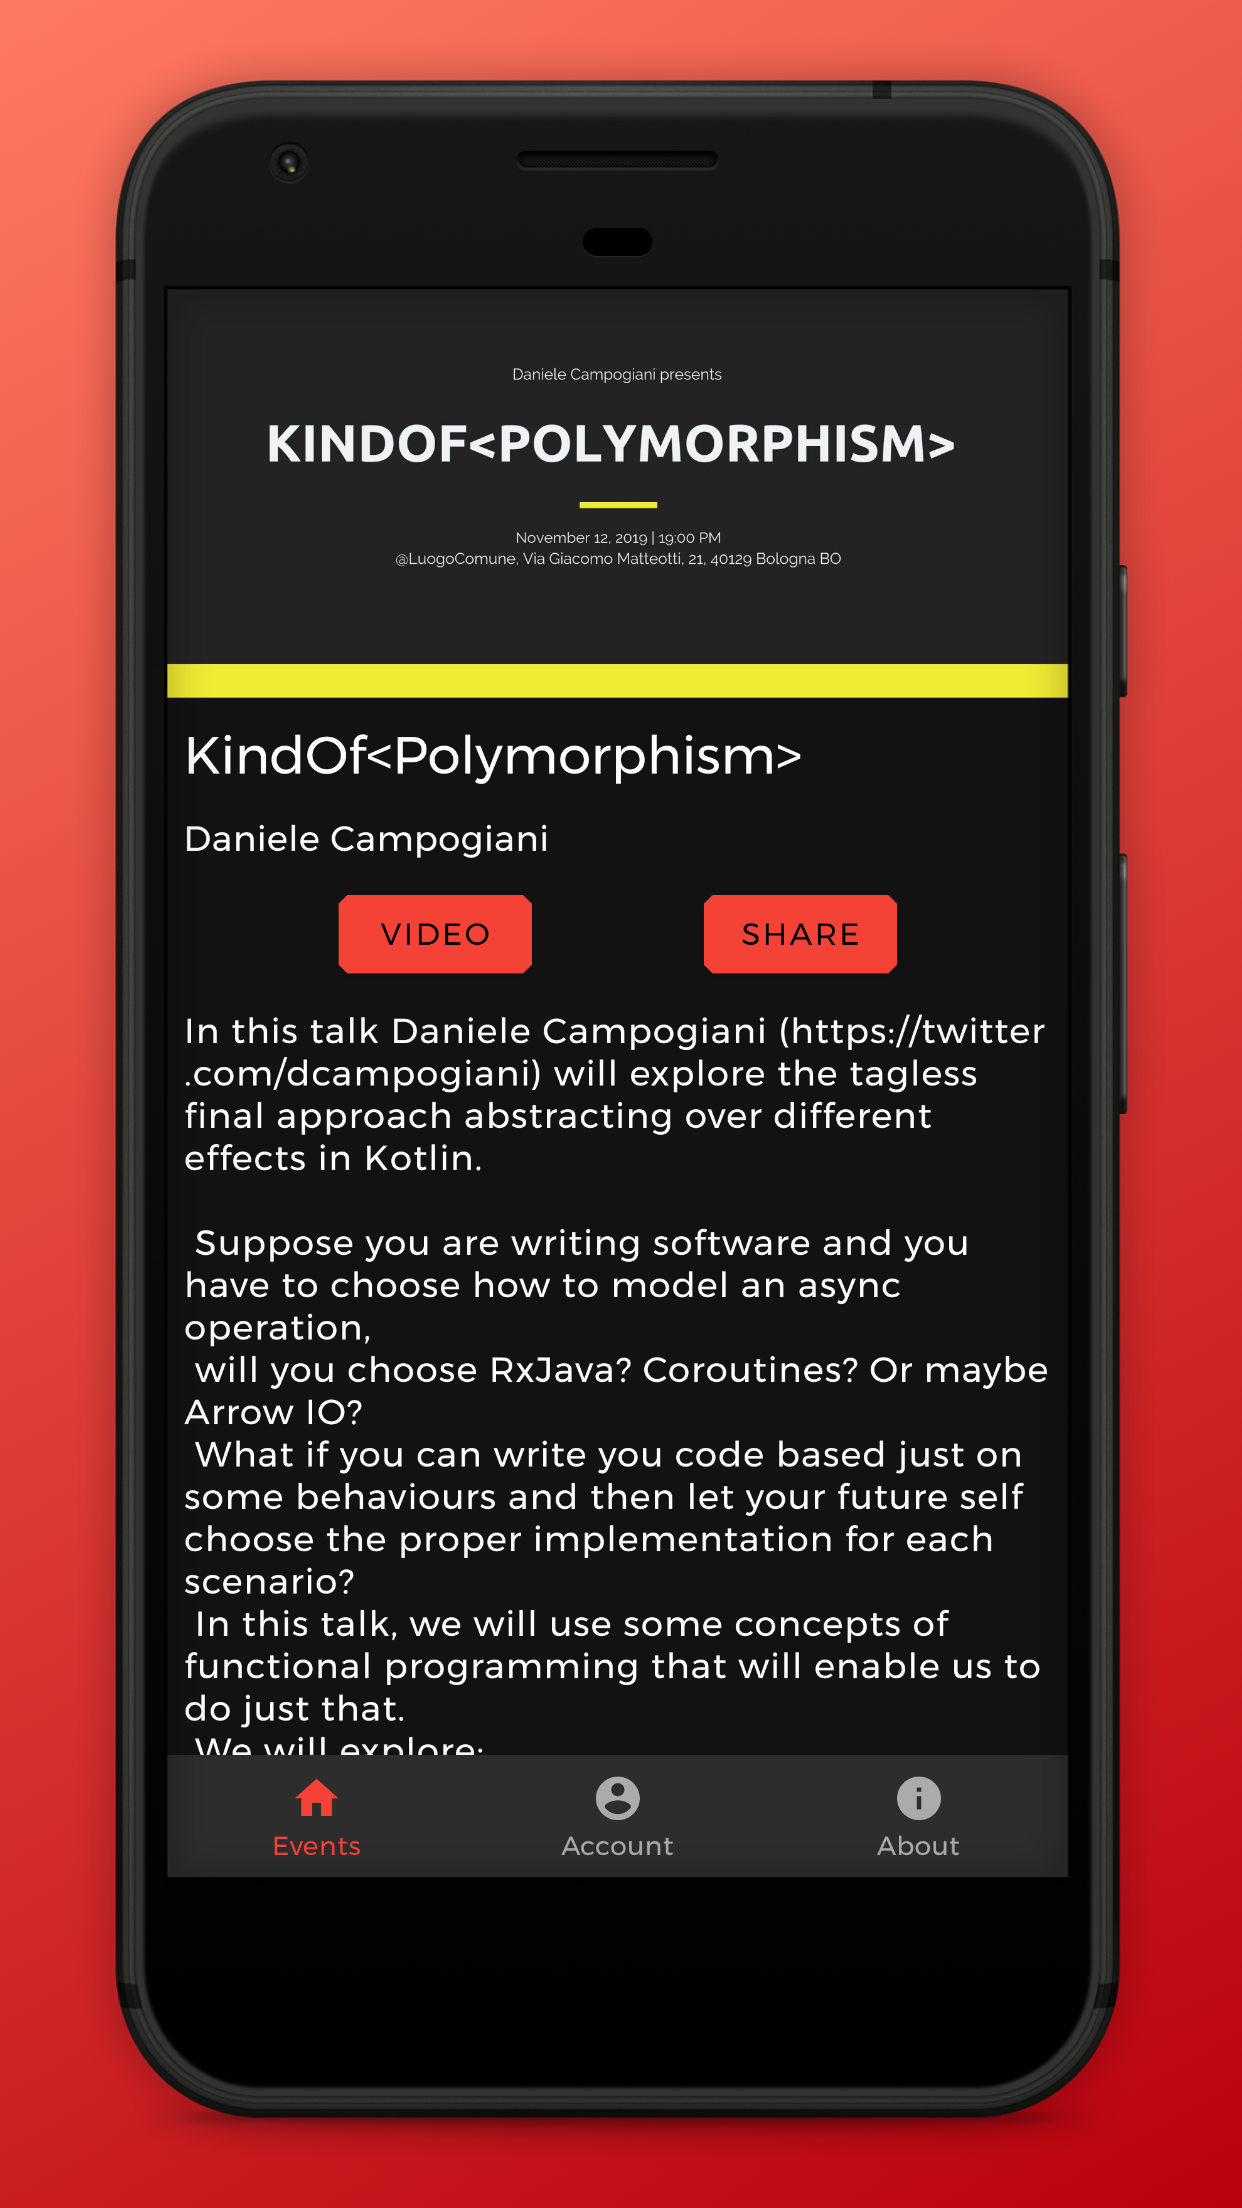 Daniele Campogiani presents
KINDOF<POLYMORPHISM>
November 12, 2019 | 19:00 PM
@LuogoComune, Via Giacomo Matteotti, 21, 40129 Bologna BO
KindOf<Polymorphism>
Daniele Campogiani
VIDEO
SHARE
In this talk Daniele Campogiani (https://twitter
.com/dcampogiani) will explore the tagless
final approach abstracting over different
effects in Kotlin.
Suppose you are writing software and you
have to choose how to model an async
operation,
will you choose RxJava? Coroutines? Or maybe
Arrow IO?
What if you can write you code based just on
some behaviours and then let your future self
choose the proper implementation for each
scenario?
In this talk, we will use some concepts of
functional programming that will enable us to
do just that.
We will explore:
Events
Account
About